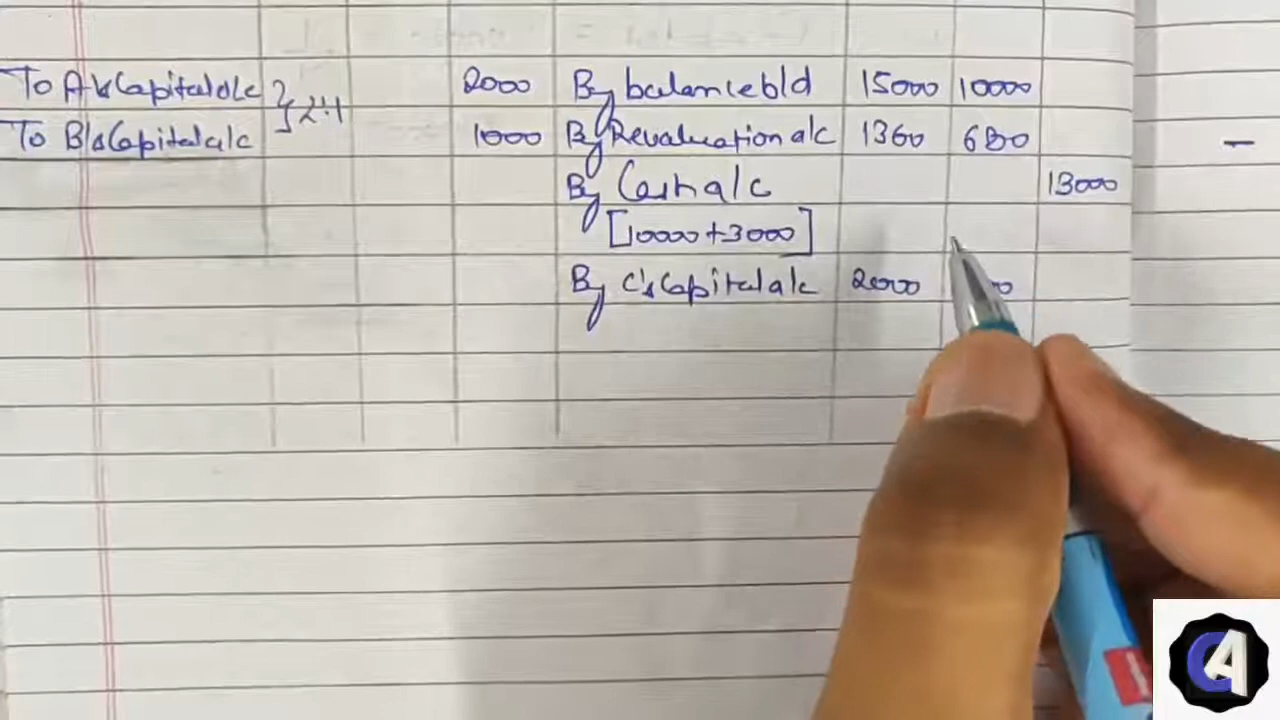 To A's Capital a/c } 2:1 2000 By balance b/d 15000 10000
To B's Capital a/c 1000 By Revaluation a/c 1360 680 -
By Cash a/c 13000
[10000+3000]
By C's Capital a/c 2000
CA